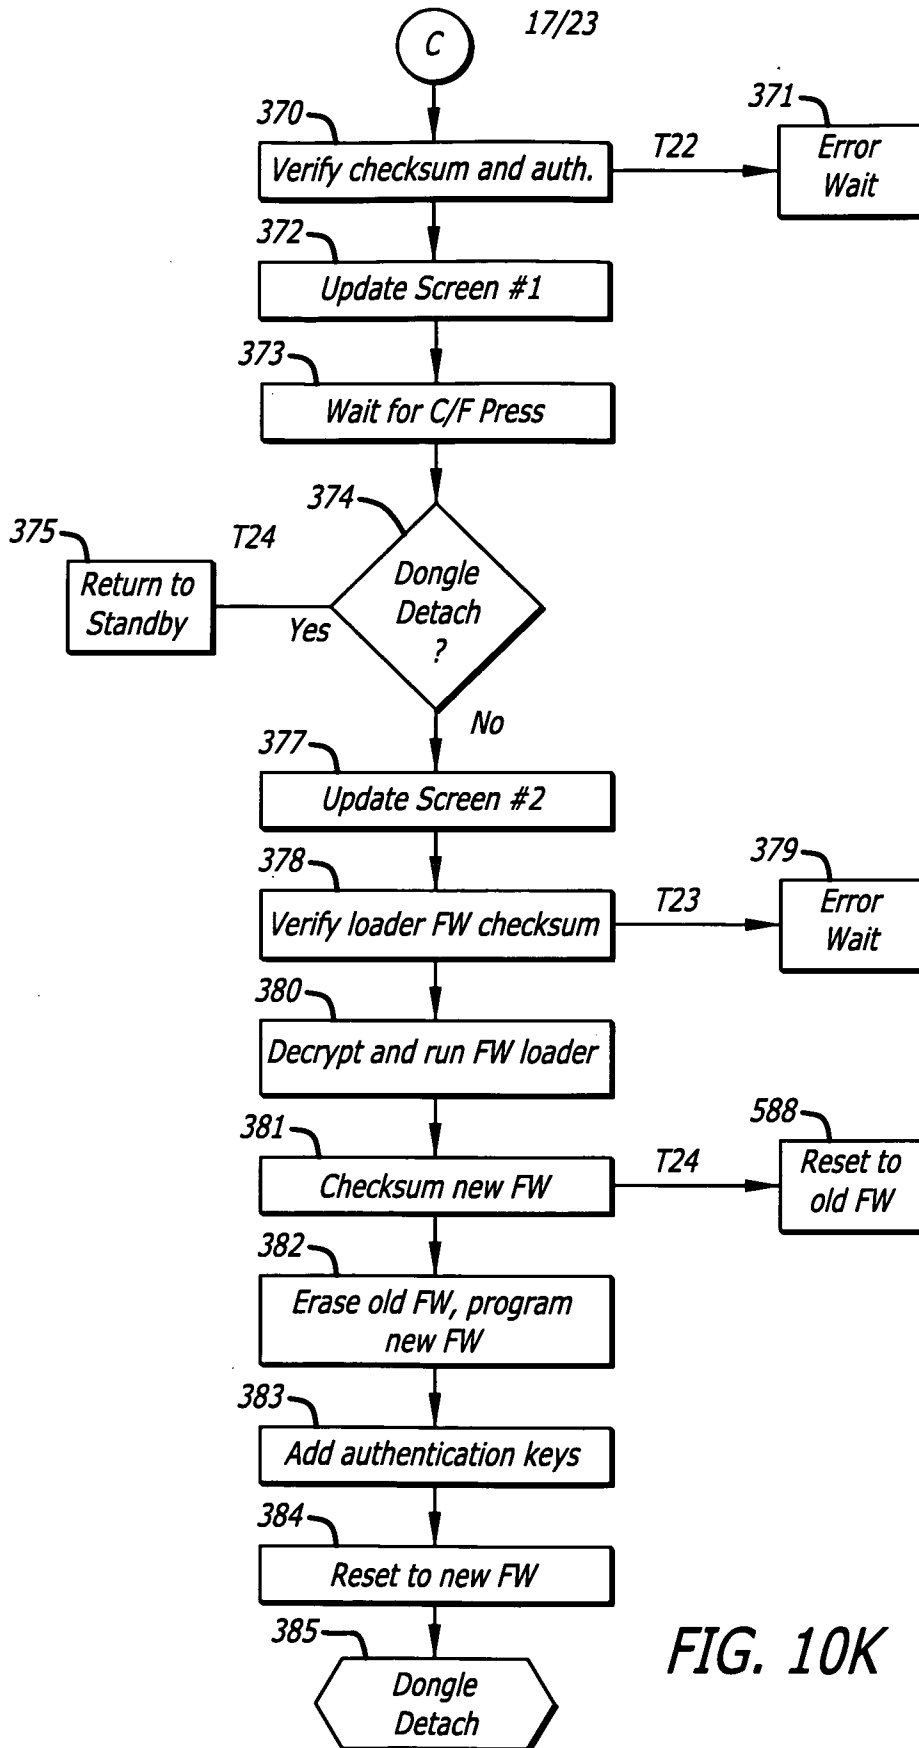 C
17/23
370
Verify checksum and auth.
T22
371
Error
Wait
372
Update Screen #1
373
Wait for C/F Press
374
Dongle
Detach
?
375
T24
Return to
Standby
Yes
No
377
Update Screen #2
378
Verify loader FW checksum
T23
379
Error
Wait
380
Decrypt and run FW loader
381
Checksum new FW
T24
588
Reset to
old FW
382
Erase old FW, program
new FW
383
Add authentication keys
384
Reset to new FW
385
Dongle
Detach
FIG. 10K